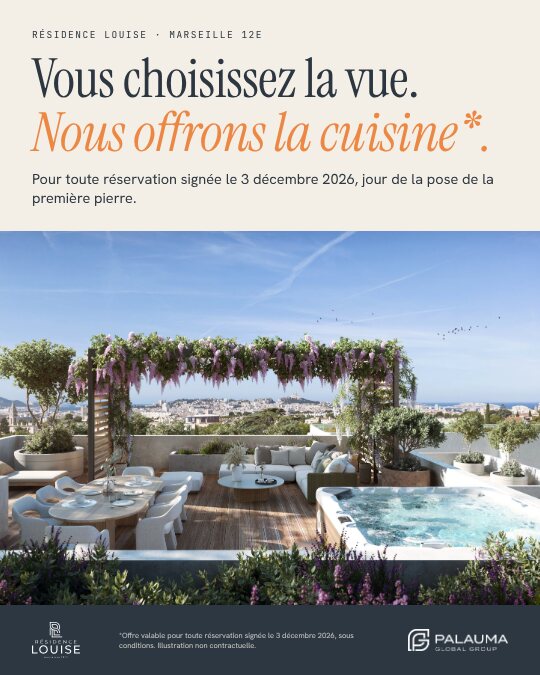 RÉSIDENCE LOUISE · MARSEILLE 12E
Vous choisissez la vue.
Nous offrons la cuisine*.
Pour toute réservation signée le 3 décembre 2026, jour de la pose de la
première pierre.
RÉSIDENCE
LOUISE
*Offre valable pour toute réservation signée le 3 décembre 2026, sous
conditions. Illustration non contractuelle.
PALAUMA
GLOBAL GROUP